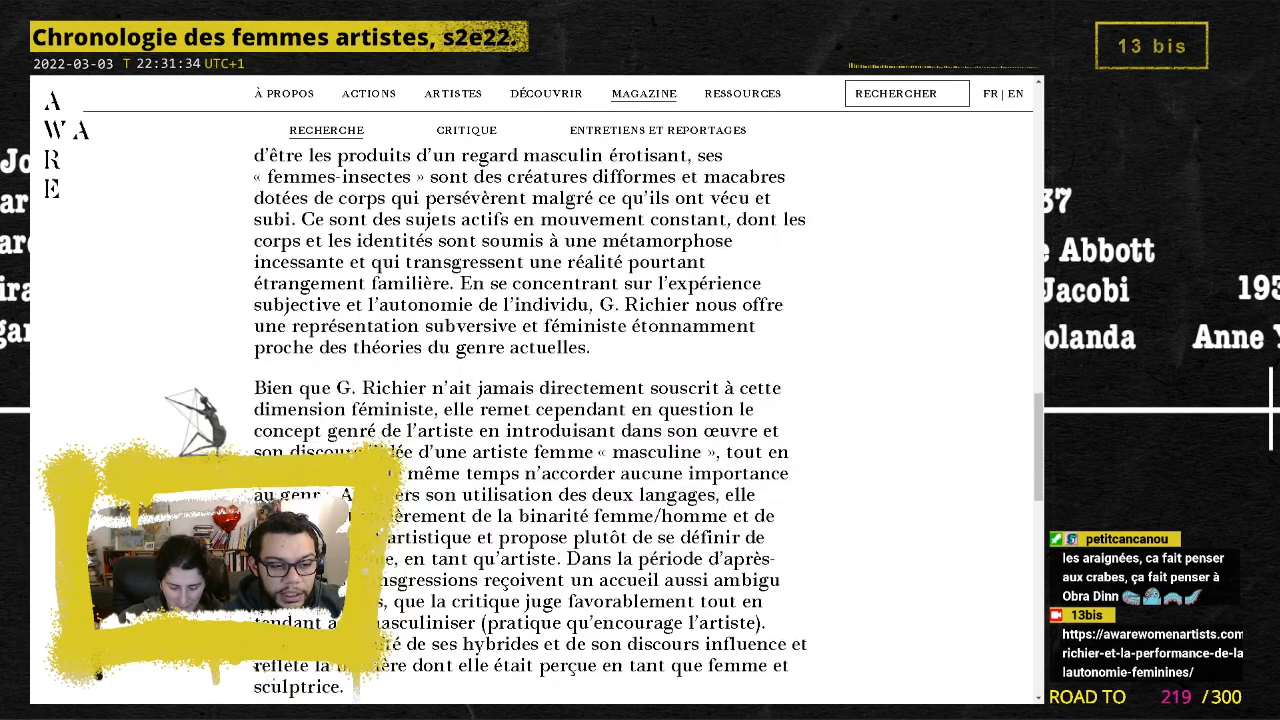 Chronologie des femmes artistes, s2e22.
2022-03-03 T 22:31:34 UTC+1
13 bis
A
W A
R
E
À PROPOS ACTIONS ARTISTES DÉCOUVRIR MAGAZINE RESSOURCES
RECHERCHER
FR | EN
RECHERCHE CRITIQUE ENTRETIENS ET REPORTAGES
d'être les produits d'un regard masculin érotisant, ses
« femmes-insectes » sont des créatures difformes et macabres
dotées de corps qui persévèrent malgré ce qu'ils ont vécu et
subi. Ce sont des sujets actifs en mouvement constant, dont les
corps et les identités sont soumis à une métamorphose
incessante et qui transgressent une réalité pourtant
étrangement familière. En se concentrant sur l'expérience
subjective et l'autonomie de l'individu, G. Richier nous offre
une représentation subversive et féministe étonnamment
proche des théories du genre actuelles.
Bien que G. Richier n'ait jamais directement souscrit à cette
dimension féministe, elle remet cependant en question le
concept genré de l'artiste en introduisant dans son œuvre et
son d'une artiste femme « masculine », tout en
même temps n'accorder aucune importance
au son utilisation des deux langages, elle
de la binarité femme/homme et de
artistique et propose plutôt de se définir de
en tant qu'artiste. Dans la période d'après-
reçoivent un accueil aussi ambigu
que la critique juge favorablement tout en
(pratique qu'encourage l'artiste).
de ses hybrides et de son discours influence et
reflète la dont elle était perçue en tant que femme et
sculptrice.
37
Abbott
Jacobi
olanda
193
Anne Y
petitcancanou
les araignées, ca fait penser
aux crabes, ça fait penser à
Obra Dinn
13bis
https://awarewomenartists.com
richier-et-la-performance-de-la
lautonomie-feminines/
ROAD TO 219 / 300